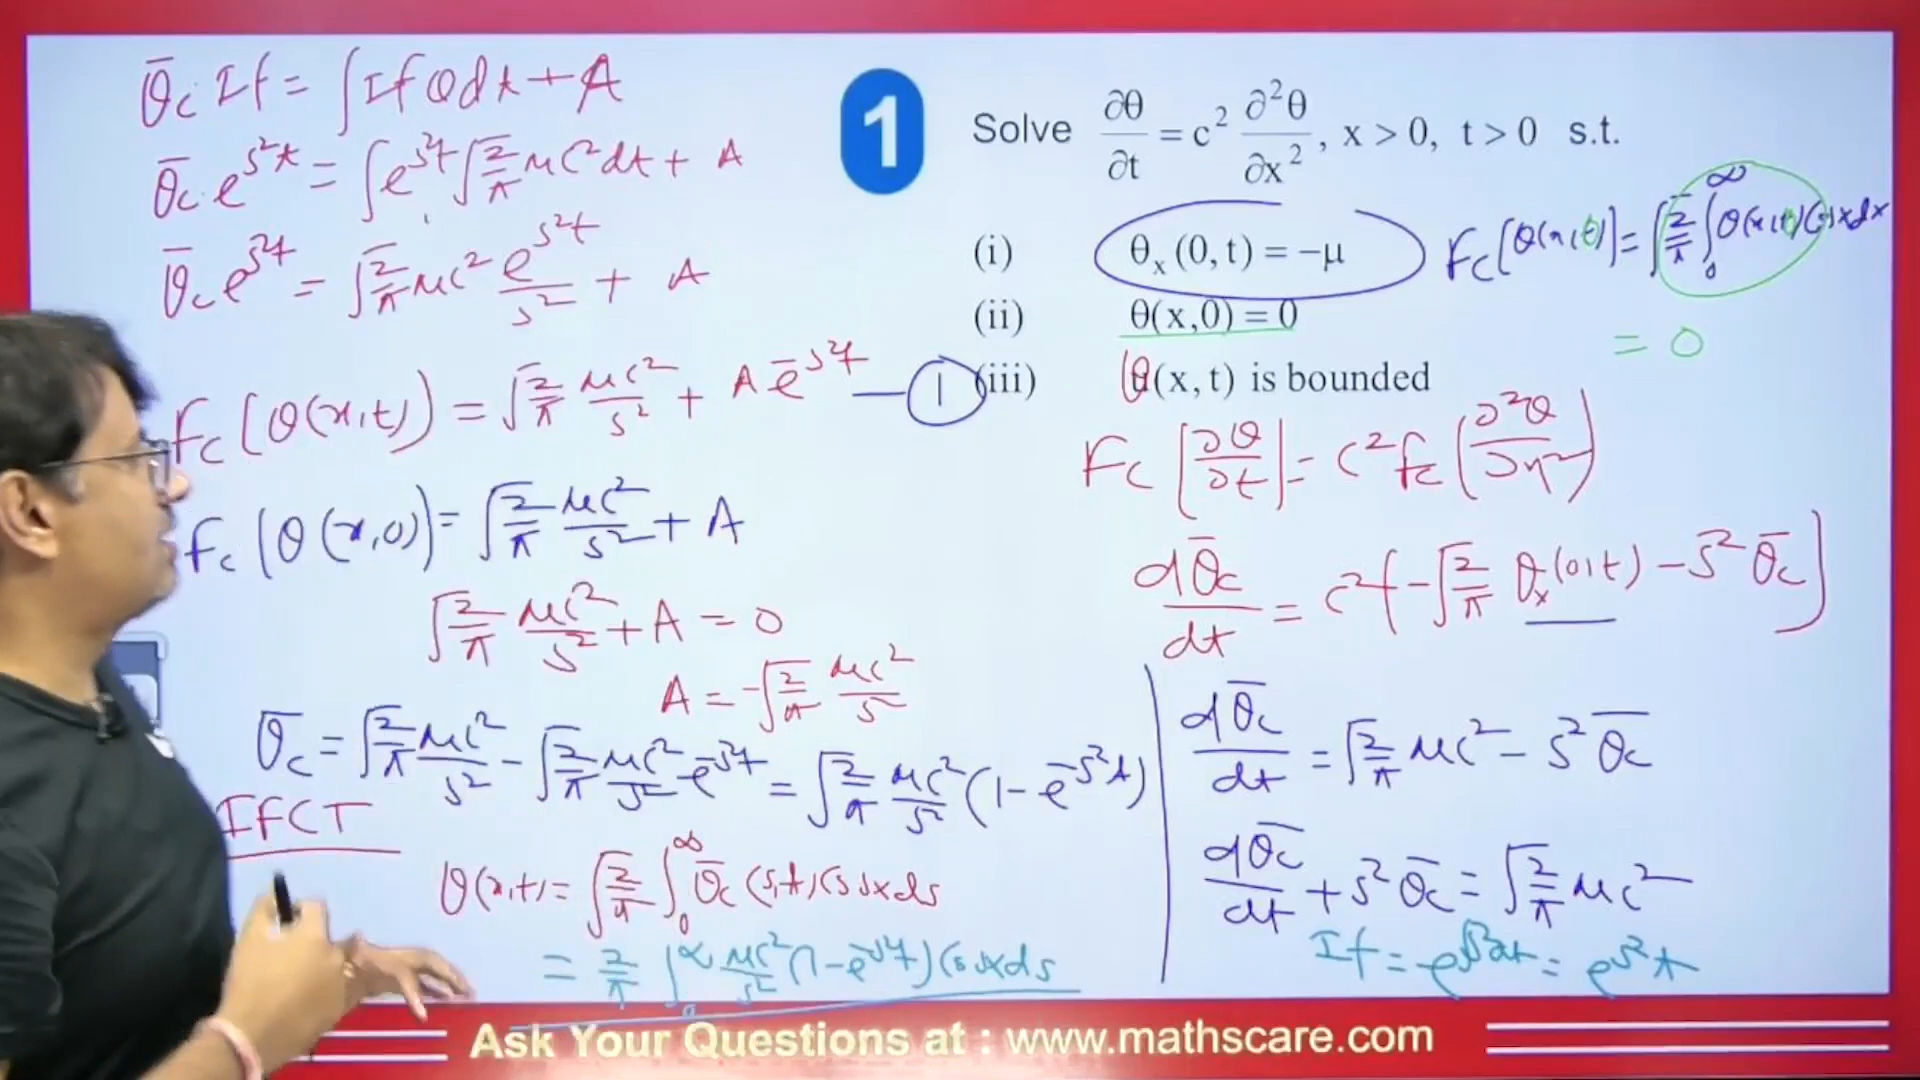 θ̄c If = ∫If Q dt + A
θ̄c . e^{s²t} = ∫e^{s²t} √(2/π) μc² dt + A
θ̄c e^{s²t} = √(2/π) μc² e^{s²t}/s² + A
Fc (θ(x,t)) = √(2/π) μc²/s² + A e^{-s²t} — ①
Fc (θ(x,0)) = √(2/π) μc²/s² + A
√(2/π) μc²/s² + A = 0
A = -√(2/π) μc²/s²
θ̄c = √(2/π) μc²/s² - √(2/π) μc²/s² e^{-s²t} = √(2/π) μc²/s² (1 - e^{-s²t})
IFCT
θ(x,t) = √(2/π) ∫₀^∞ θ̄c (s,t) cos sx ds
= 2/π ∫₀^∞ μc²/s² (1-e^{-s²t}) cos sx ds
1
Solve ∂θ/∂t = c² ∂²θ/∂x², x > 0, t > 0 s.t.
(i) θₓ(0, t) = −μ
Fc[θ(x,t)] = √(2/π) ∫₀^∞ θ(x,t) cos sx dx
(ii) θ(x,0) = 0
= 0
(iii) θ(x, t) is bounded
Fc [∂θ/∂t] = c² Fc (∂²θ/∂x²)
dθ̄c/dt = c² { -√(2/π) θₓ(0,t) - s² θ̄c }
dθ̄c/dt = √(2/π) μc² - s² θ̄c
dθ̄c/dt + s² θ̄c = √(2/π) μc²
If = e^{∫s²dt} = e^{s²t}
Ask Your Questions at : www.mathscare.com